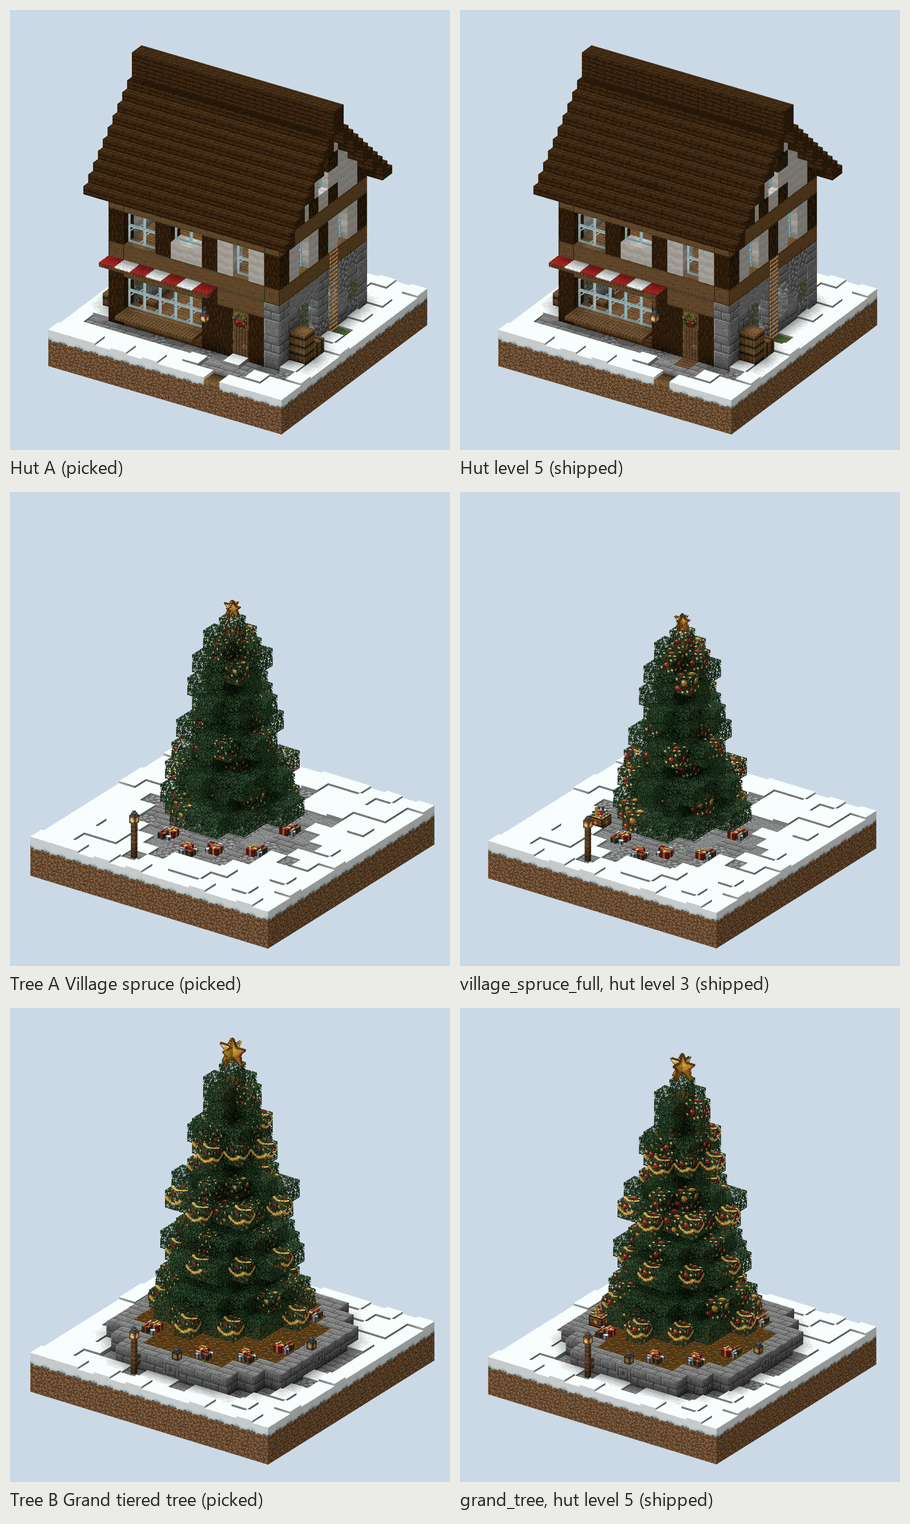 Hut A (picked)
Hut level 5 (shipped)
Tree A Village spruce (picked)
village_spruce_full, hut level 3 (shipped)
Tree B Grand tiered tree (picked)
grand_tree, hut level 5 (shipped)